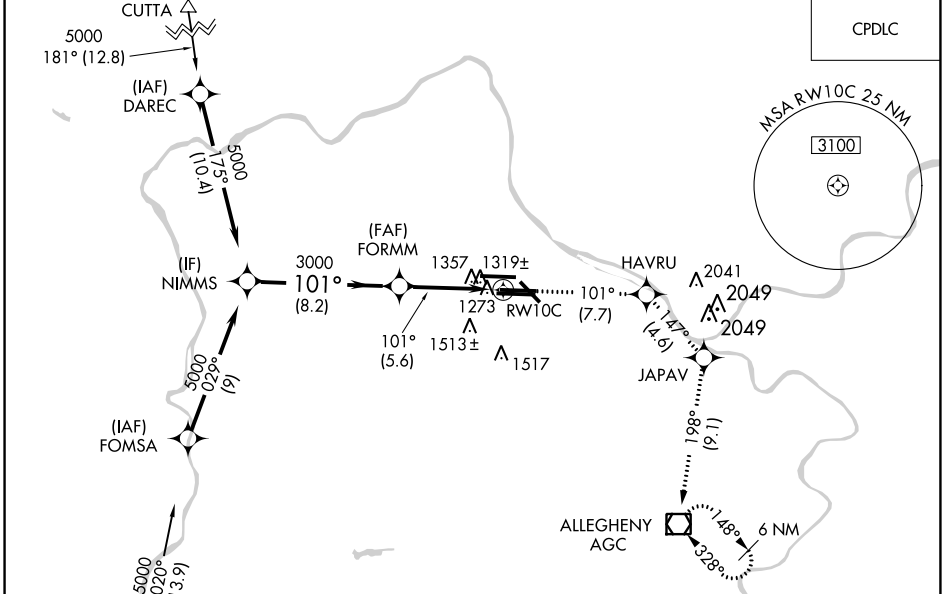 CUTTA
5000
181° (12.8)
CPDLC
(IAF)
DAREC
MSA RW10C 25 NM
3100
5000
175°
(10.4)
(IF)
NIMMS
3000
101°
(8.2)
(FAF)
FORMM
101°
(5.6)
1357
1319±
1273
RW10C
1513±
1517
101°
(7.7)
HAVRU
2041
2049
2049
147°
(4.6)
JAPAV
5000
029°
(9)
(IAF)
FOMSA
198°
(9.1)
ALLEGHENY
AGC
148°
6 NM
328°
5000
020°
3.9)